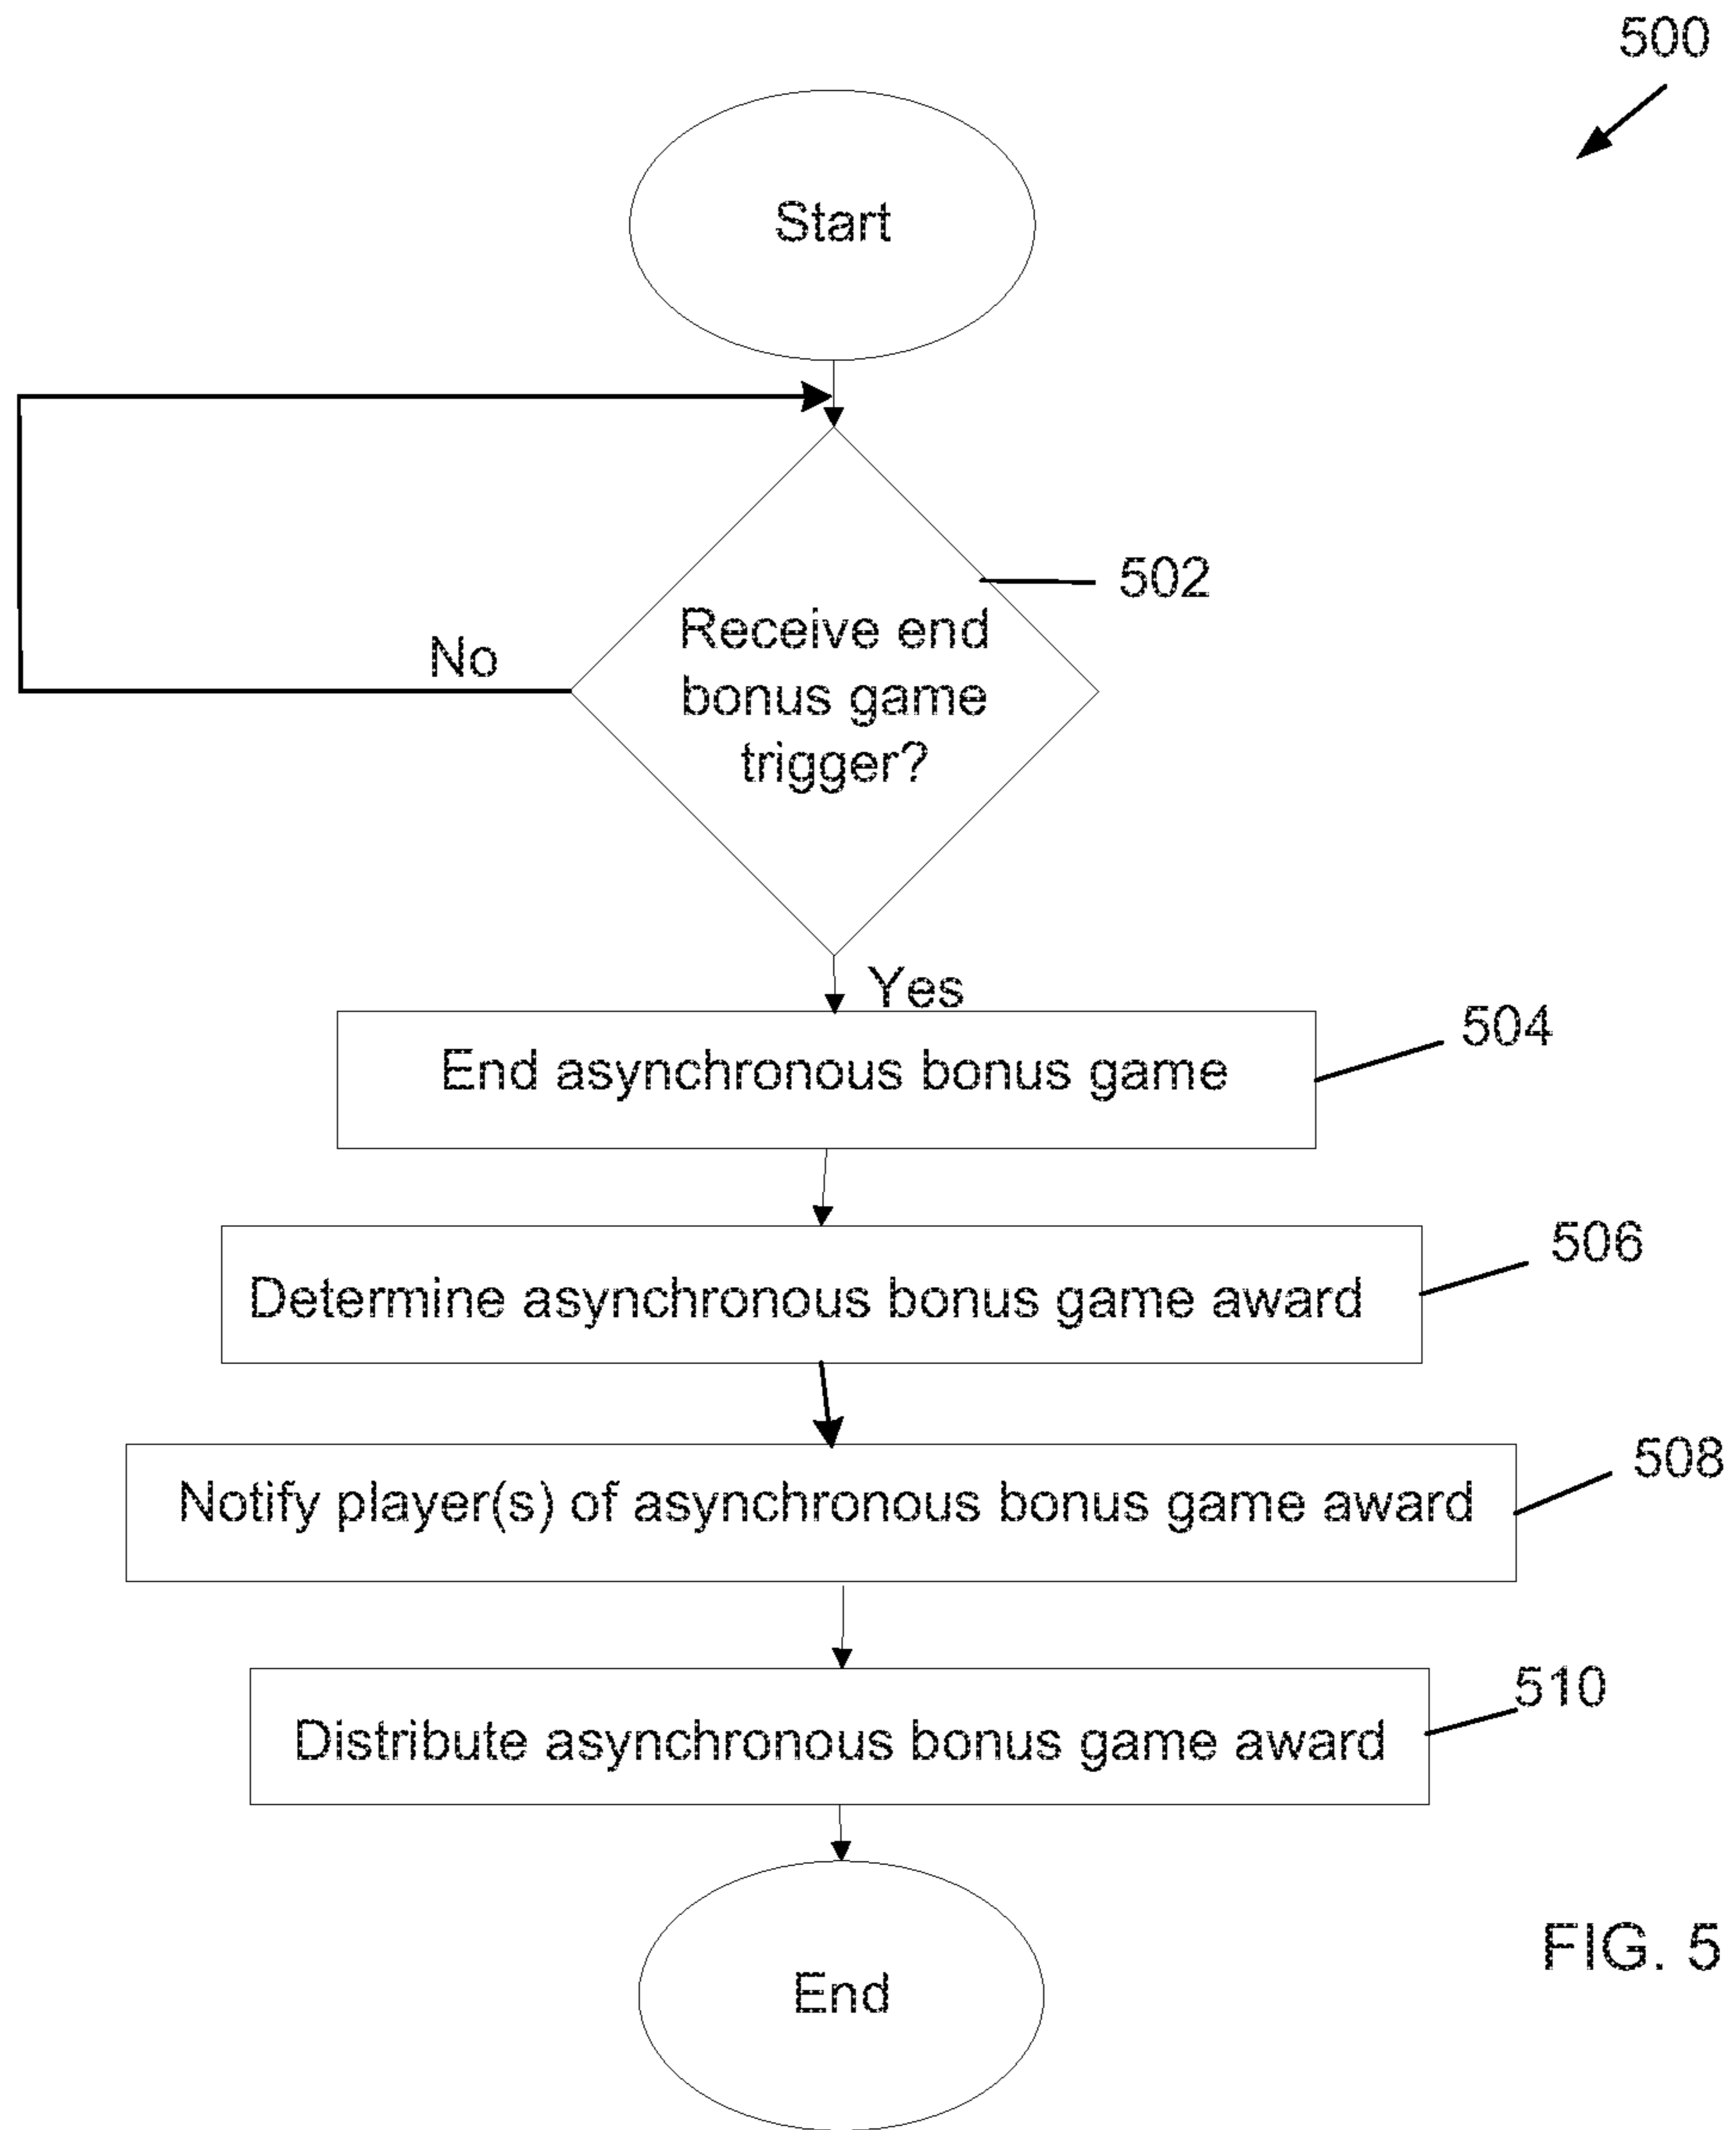 500
Start
502
Receive end
bonus game
trigger?
No
Yes
504
End asynchronous bonus game
506
Determine asynchronous bonus game award
508
Notify player(s) of asynchronous bonus game award
510
Distribute asynchronous bonus game award
End
FIG. 5